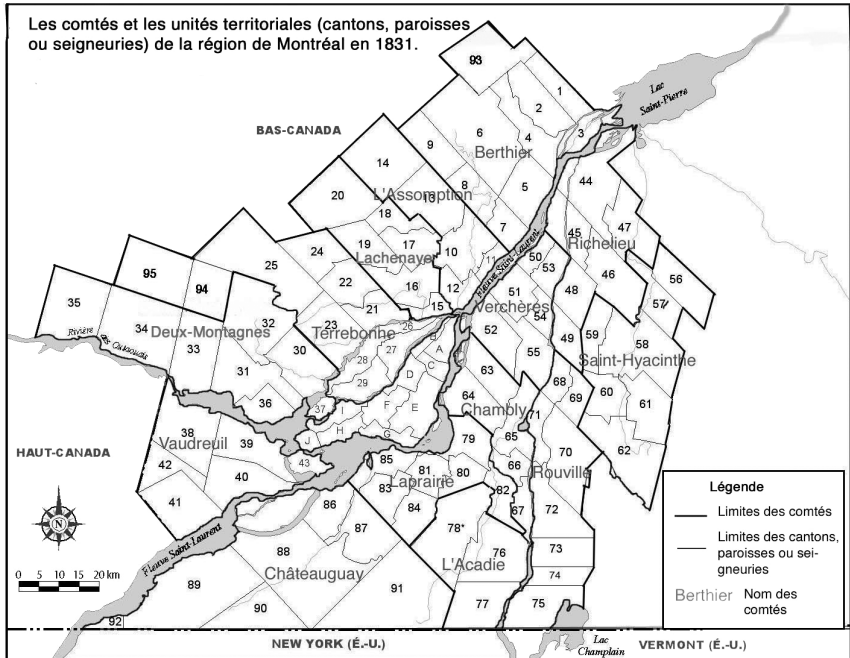 Les comtés et les unités territoriales (cantons, paroisses
ou seigneuries) de la région de Montréal en 1831.
93
Lac
Saint-Pierre
1
2
3
BAS-CANADA
6
4
9
Berthier
14
8
5
44
20
L'Assomption
13
18
7
47
45
Richelieu
19
17
10
11
50
Fleuve Saint-Laurent
24
Lachenaye
53
46
56
25
95
94
22
16
12
48
51
57
35
15
Verchères
21
54
59
58
34
32
23
26
52
49
Deux-Montagnes
Terrebonne
B
Rivière des Outaouais
33
30
27
A
55
Saint-Hyacinthe
28
C
63
31
D
68
60
29
69
61
36
37
64
Chambly
I
F
E
71
38
62
Vaudreuil
39
J
H
G
79
65
70
HAUT-CANADA
42
43
85
81
80
66
Rouville
40
Laprairie
83
82
41
86
84
67
72
87
78*
Fleuve Saint-Laurent
88
L'Acadie
76
73
Châteauguay
74
89
91
90
77
75
92
N
0 5 10 15 20 km
Légende
Limites des comtés
Limites des cantons,
paroisses ou sei-
gneuries
Berthier Nom des
comtés
NEW YORK (É.-U.)
Lac
Champlain
VERMONT (É.-U.)